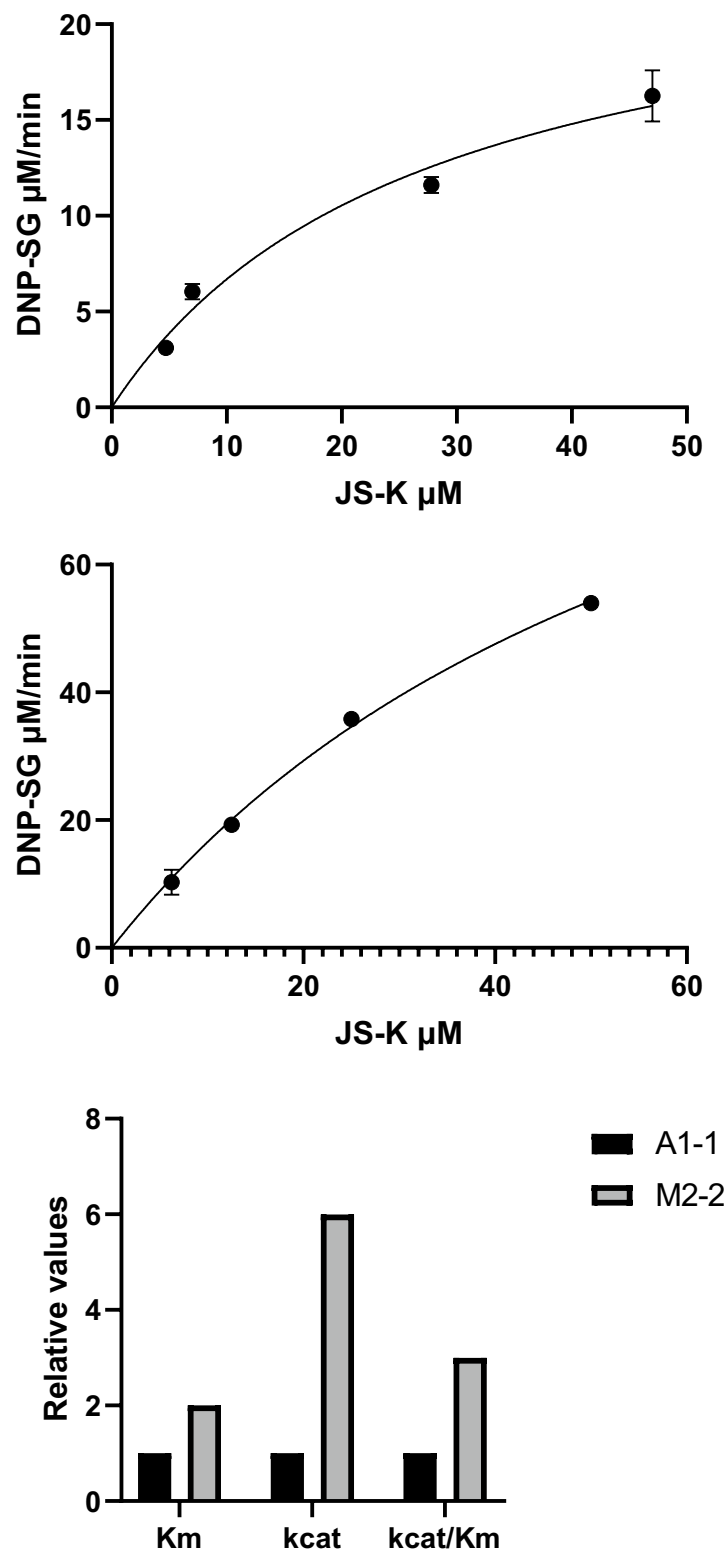 20
15
10
5
0
DNP-SG µM/min
0 10 20 30 40 50
JS-K µM
60
40
20
0
DNP-SG µM/min
0 20 40 60
JS-K µM
8
6
4
2
0
Relative values
Km kcat kcat/Km
A1-1
M2-2